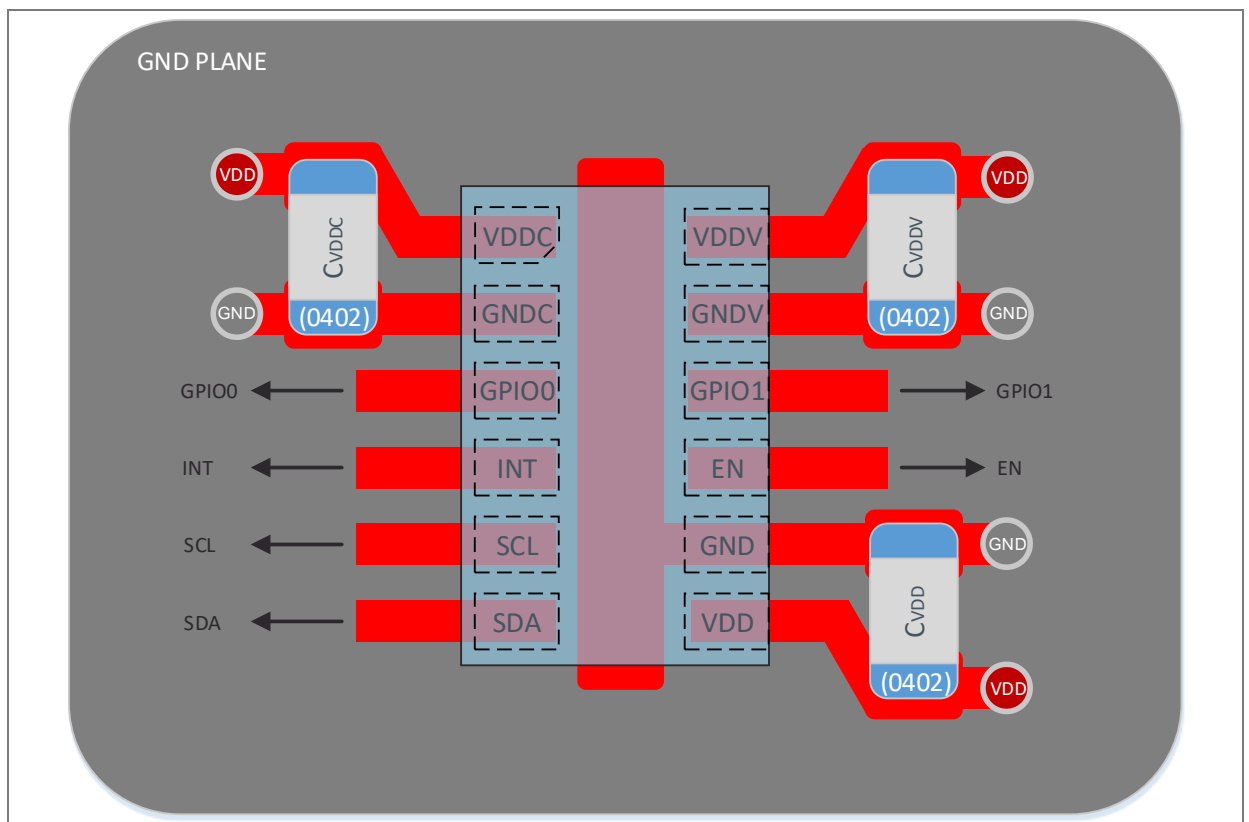 GND PLANE
VDD
VDD
CVDDC
VDDC
VDDV
CVDDV
GND
(0402)
GNDC
GNDV
(0402)
GND
GPIO0
GPIO0
GPIO1
GPIO1
INT
INT
EN
EN
SCL
SCL
GND
GND
CVDD
SDA
SDA
VDD
(0402)
VDD